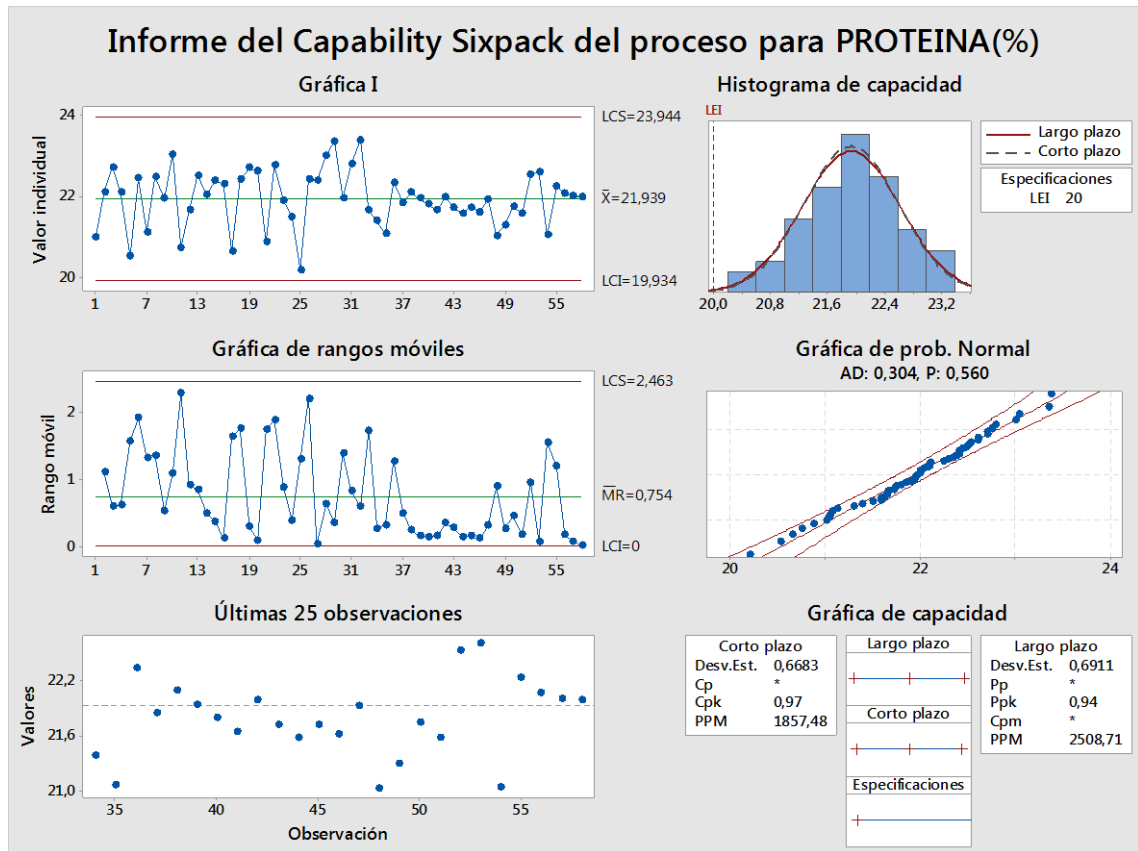 Informe del Capability Sixpack del proceso para PROTEINA(%)
Gráfica I
Valor individual
24
22
20
1 7 13 19 25 31 37 43 49 55
LCS=23,944
X̄=21,939
LCI=19,934
Histograma de capacidad
LEI
20,0 20,8 21,6 22,4 23,2
Largo plazo
Corto plazo
Especificaciones
LEI 20
Gráfica de rangos móviles
Rango móvil
2
1
0
1 7 13 19 25 31 37 43 49 55
LCS=2,463
M̅R̅=0,754
LCI=0
Gráfica de prob. Normal
AD: 0,304, P: 0,560
20 22 24
Últimas 25 observaciones
Valores
22,2
21,6
21,0
35 40 45 50 55
Observación
Gráfica de capacidad
Corto plazo
Desv.Est. 0,6683
Cp *
Cpk 0,97
PPM 1857,48
Largo plazo
Corto plazo
Especificaciones
Largo plazo
Desv.Est. 0,6911
Pp *
Ppk 0,94
Cpm *
PPM 2508,71